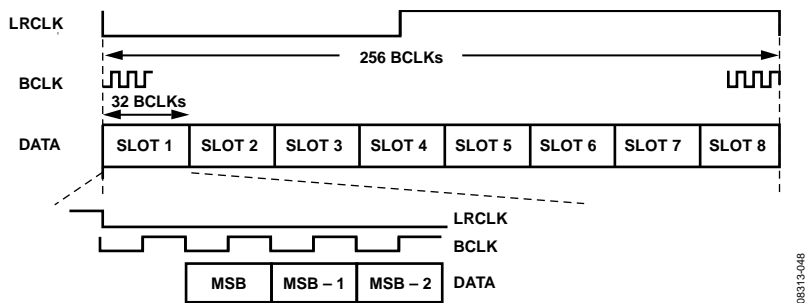 LRCLK
256 BCLKs
BCLK
32 BCLKs
DATA SLOT 1 SLOT 2 SLOT 3 SLOT 4 SLOT 5 SLOT 6 SLOT 7 SLOT 8
LRCLK
BCLK
MSB MSB – 1 MSB – 2 DATA
08313-048